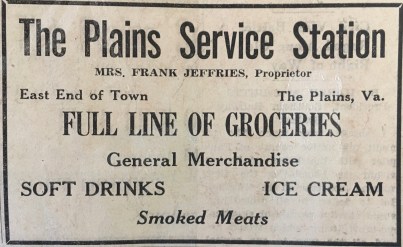 The Plains Service Station
MRS. FRANK JEFFRIES, Proprietor
East End of Town The Plains, Va.
FULL LINE OF GROCERIES
General Merchandise
SOFT DRINKS ICE CREAM
Smoked Meats